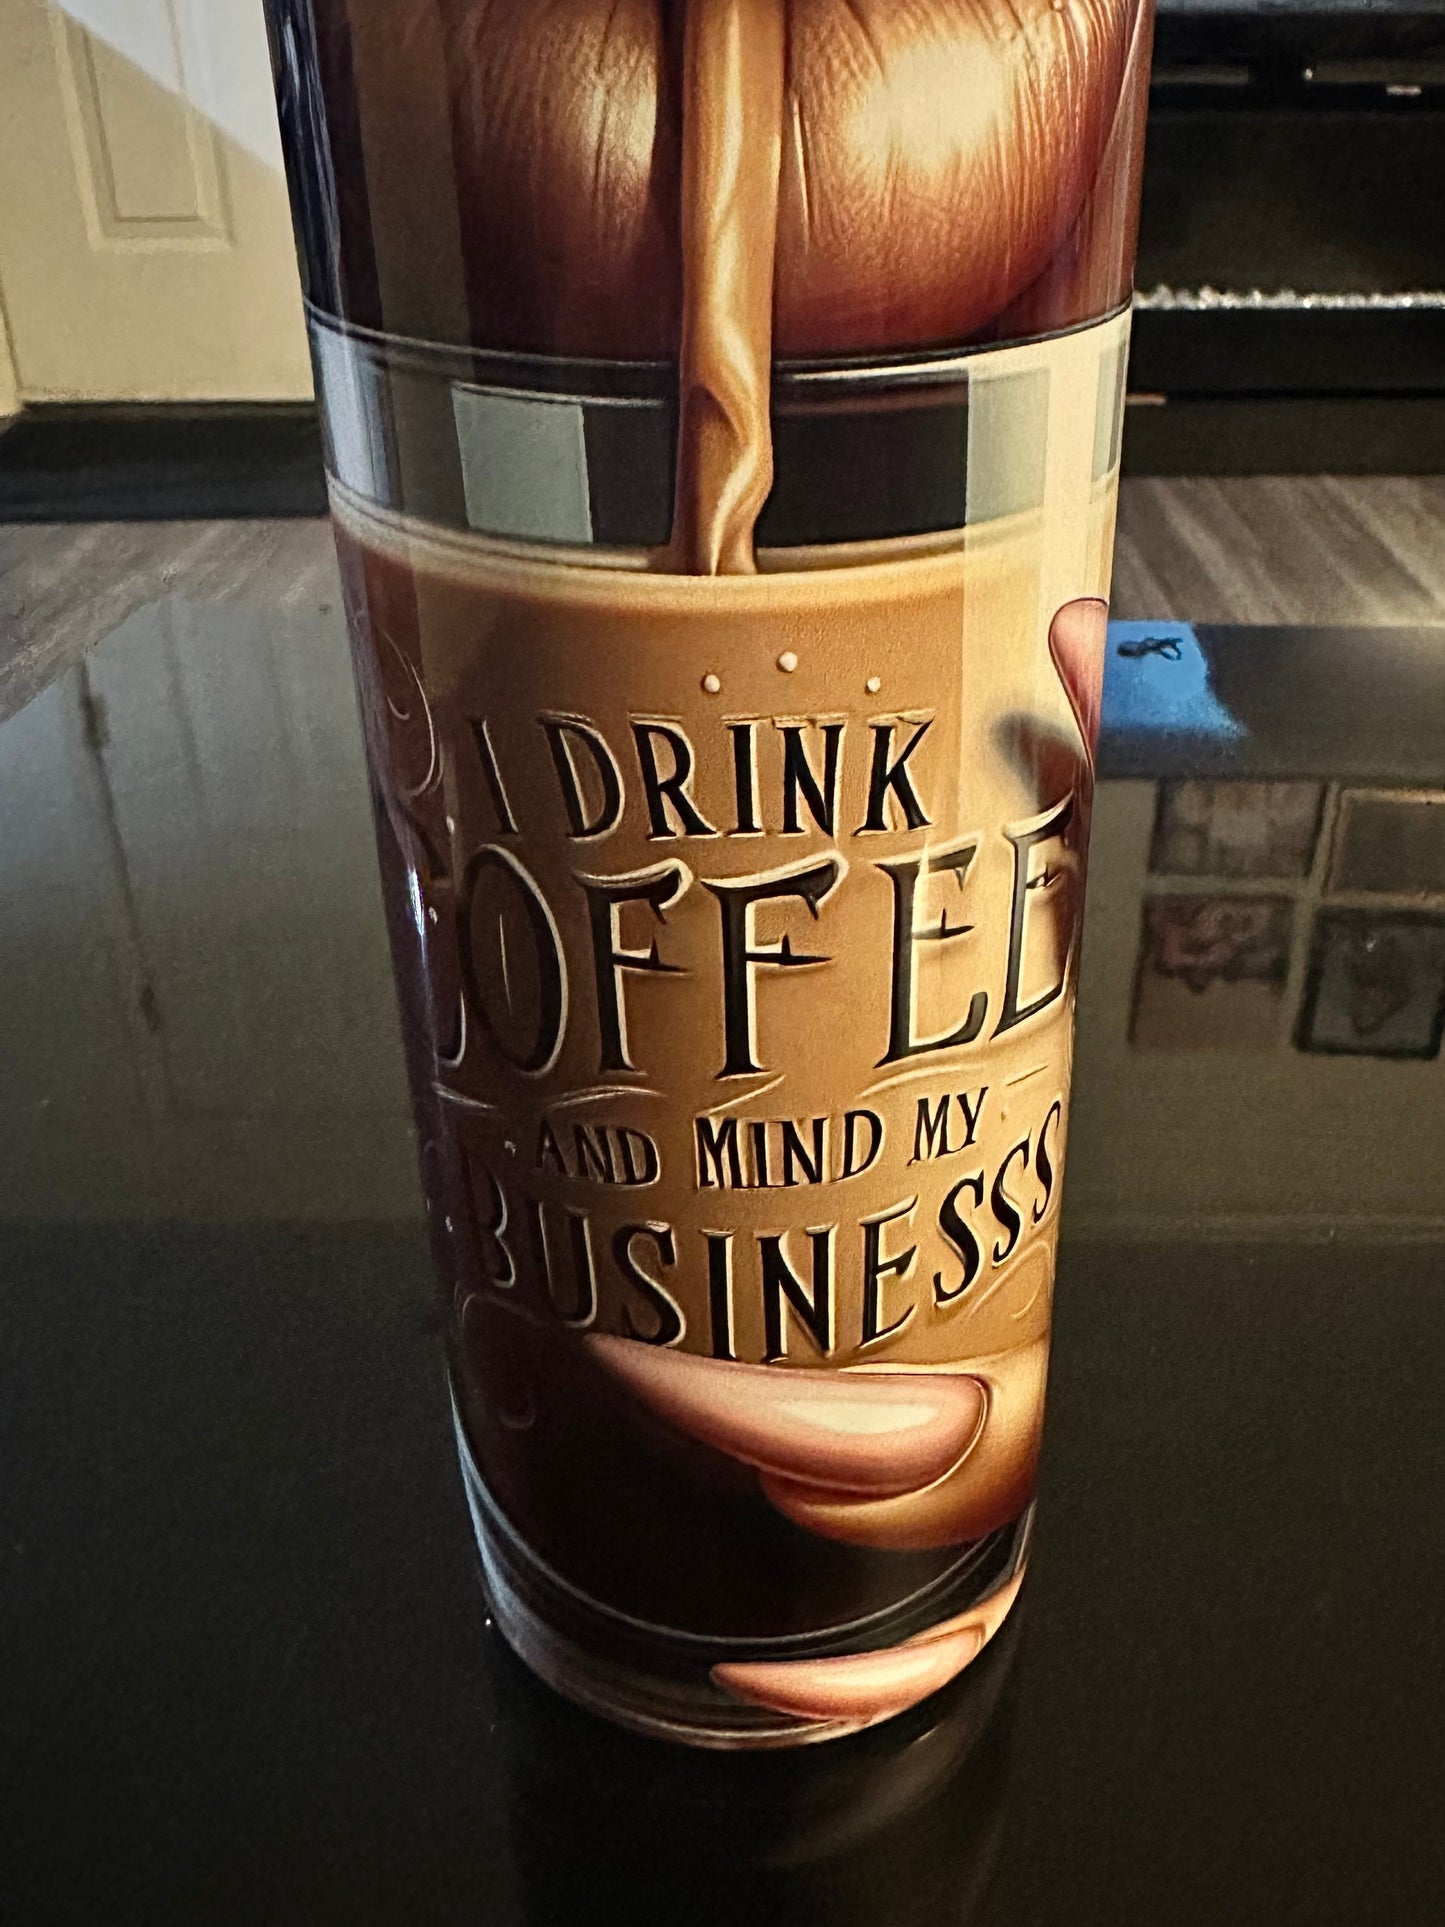 I DRINK
COFFEE
AND MIND MY
BUSINESSS